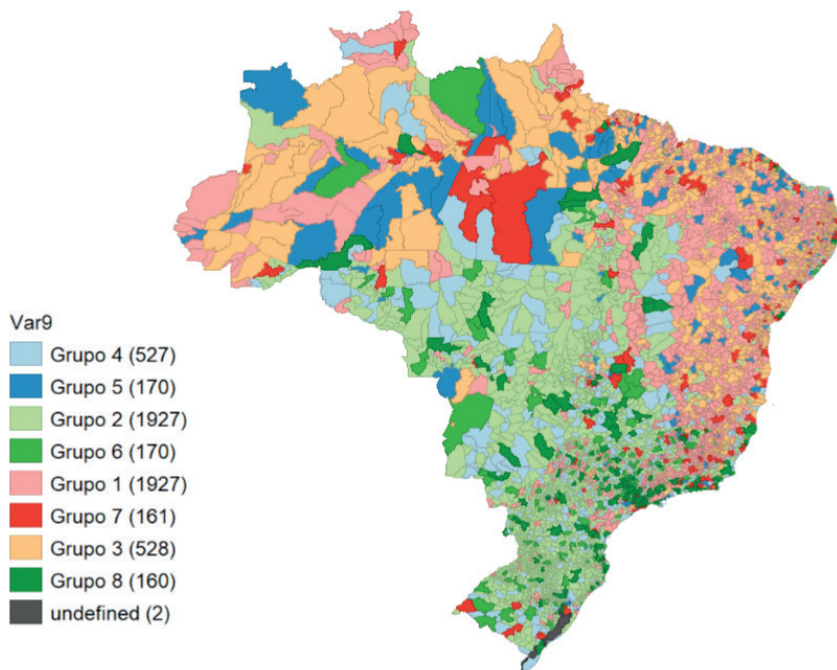 Var9
Grupo 4 (527)
Grupo 5 (170)
Grupo 2 (1927)
Grupo 6 (170)
Grupo 1 (1927)
Grupo 7 (161)
Grupo 3 (528)
Grupo 8 (160)
undefined (2)